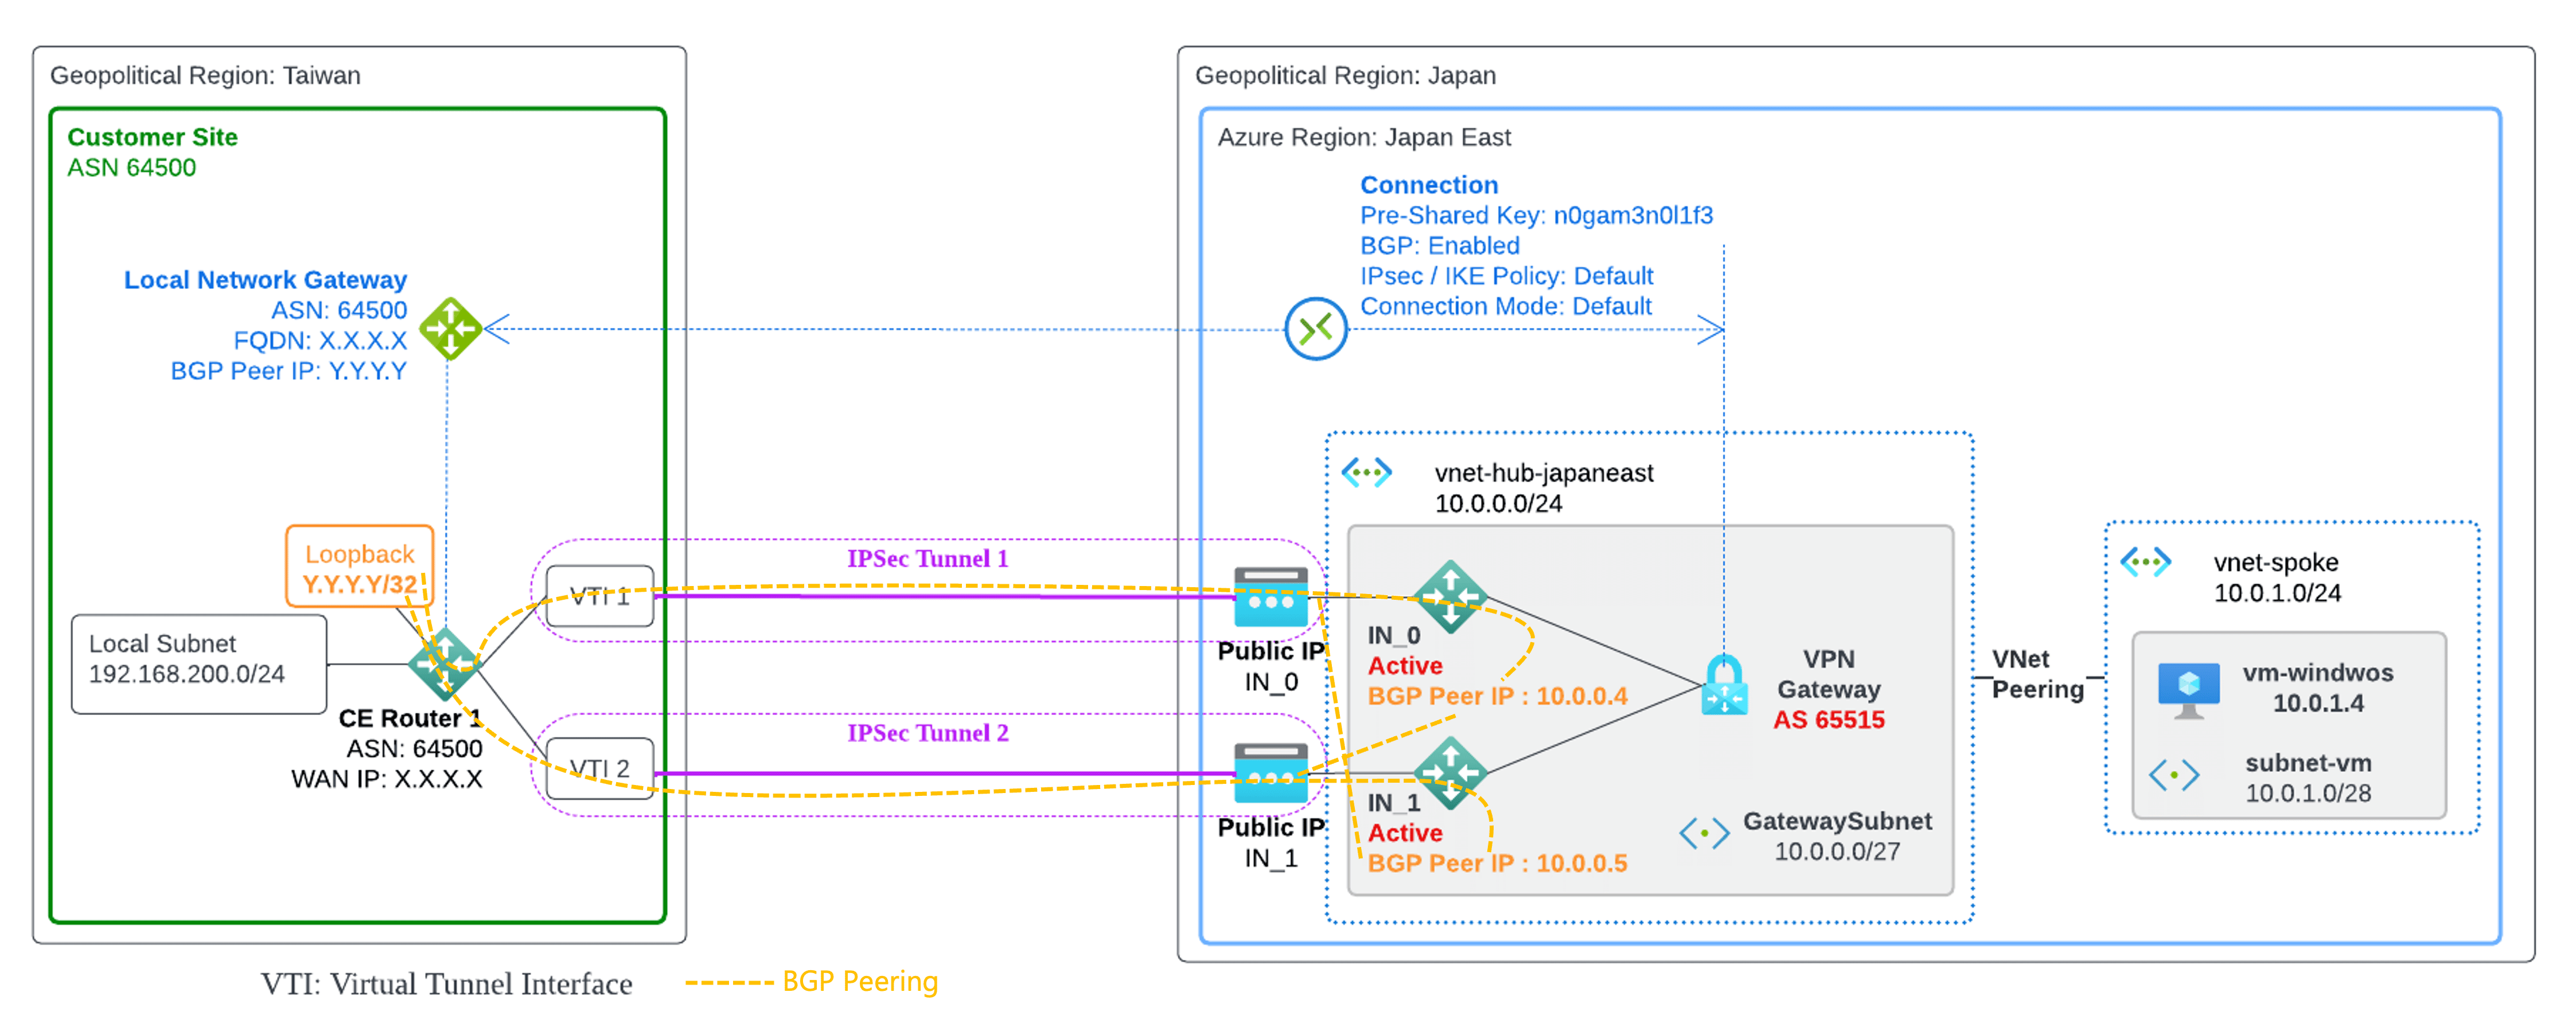 Geopolitical Region: Taiwan
Customer Site
ASN 64500
Local Network Gateway
ASN: 64500
FQDN: X.X.X.X
BGP Peer IP: Y.Y.Y.Y
Loopback
Y.Y.Y.Y/32
Local Subnet
192.168.200.0/24
CE Router 1
ASN: 64500
WAN IP: X.X.X.X
VTI 1
VTI 2
IPSec Tunnel 1
IPSec Tunnel 2
Geopolitical Region: Japan
Azure Region: Japan East
Connection
Pre-Shared Key: n0gam3n0l1f3
BGP: Enabled
IPsec / IKE Policy: Default
Connection Mode: Default
vnet-hub-japaneast
10.0.0.0/24
Public IP
IN_0
Public IP
IN_1
IN_0
Active
BGP Peer IP : 10.0.0.4
IN_1
Active
BGP Peer IP : 10.0.0.5
VPN
Gateway
AS 65515
GatewaySubnet
10.0.0.0/27
VNet
Peering
vnet-spoke
10.0.1.0/24
vm-windwos
10.0.1.4
subnet-vm
10.0.1.0/28
VTI: Virtual Tunnel Interface
BGP Peering